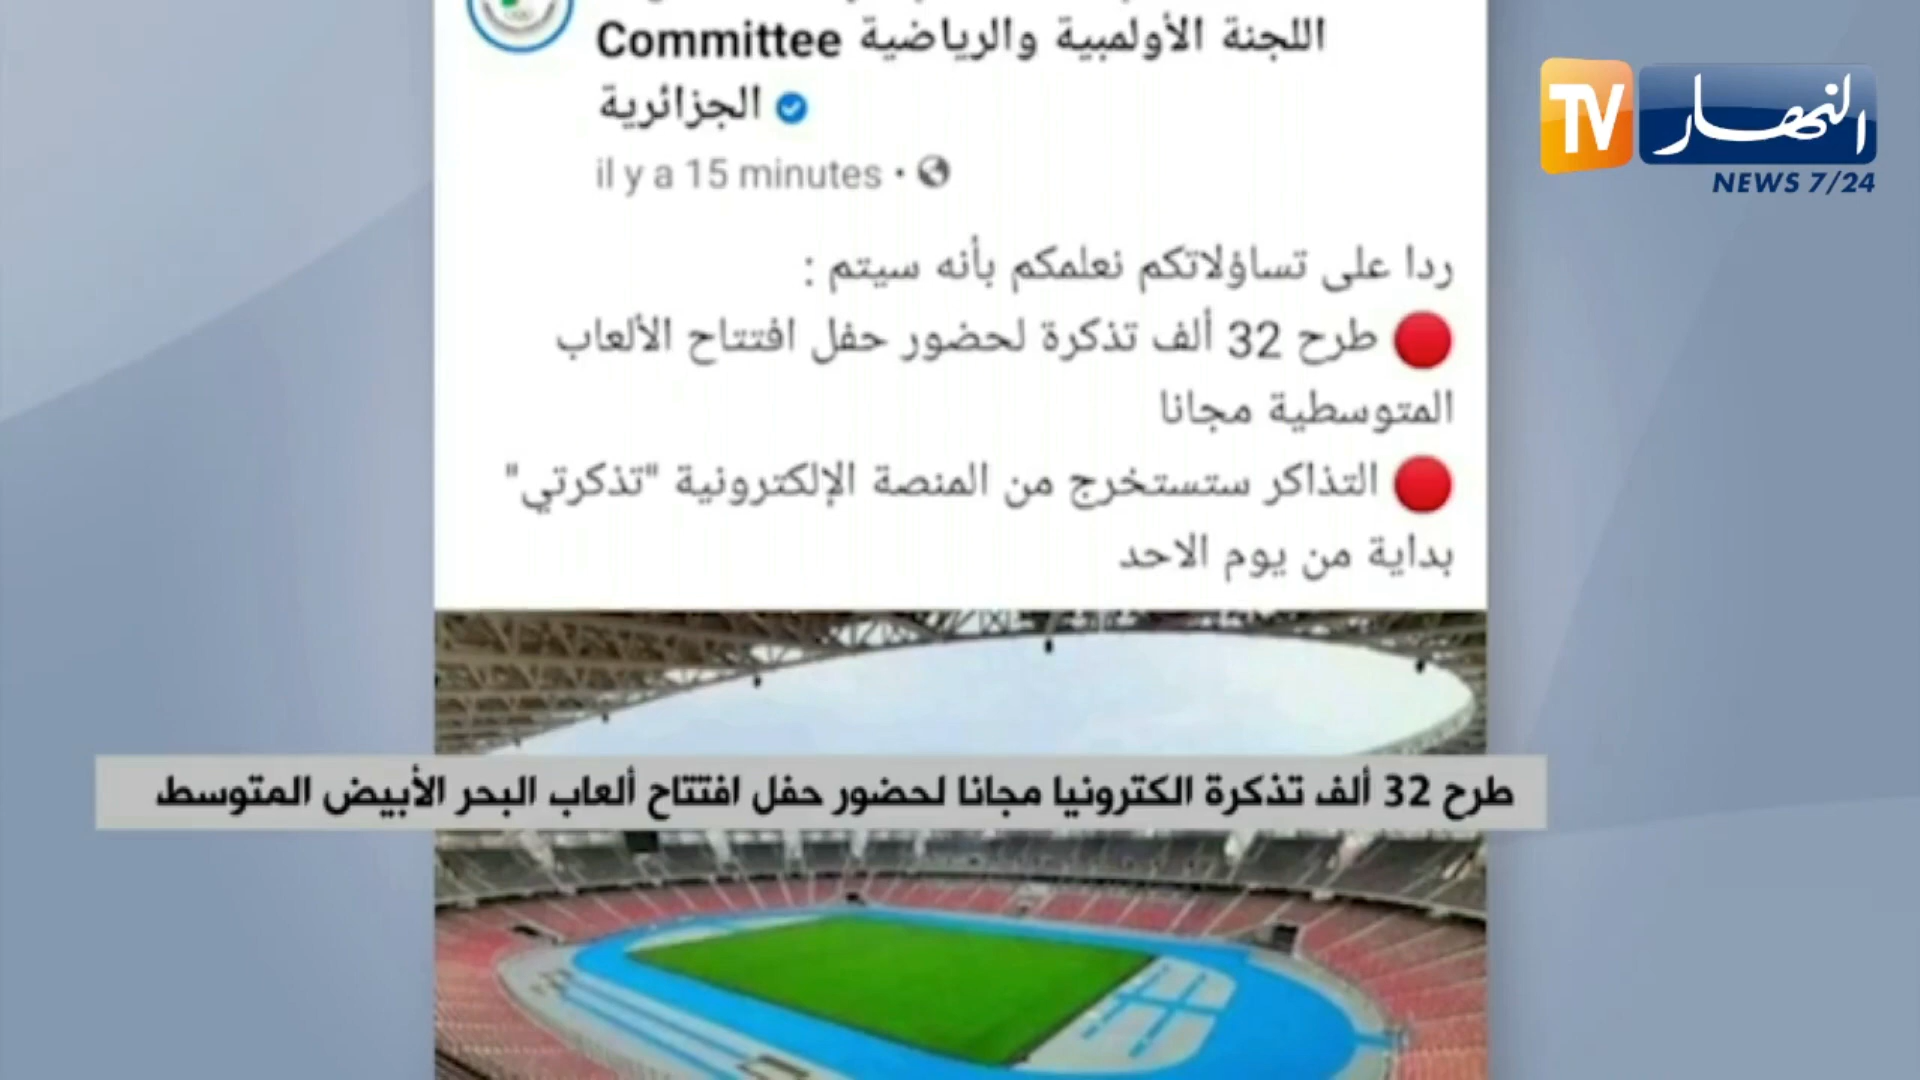 Committee اللجنة الأولمبية والرياضية
الجزائرية
il y a 15 minutes •
ردا على تساؤلاتكم نعلمكم بأنه سيتم :
طرح 32 ألف تذكرة لحضور حفل افتتاح الألعاب
المتوسطية مجانا
التذاكر ستستخرج من المنصة الإلكترونية "تذكرتي"
بداية من يوم الاحد
TV النهار
NEWS 7/24
طرح 32 ألف تذكرة الكترونيا مجانا لحضور حفل افتتاح ألعاب البحر الأبيض المتوسط